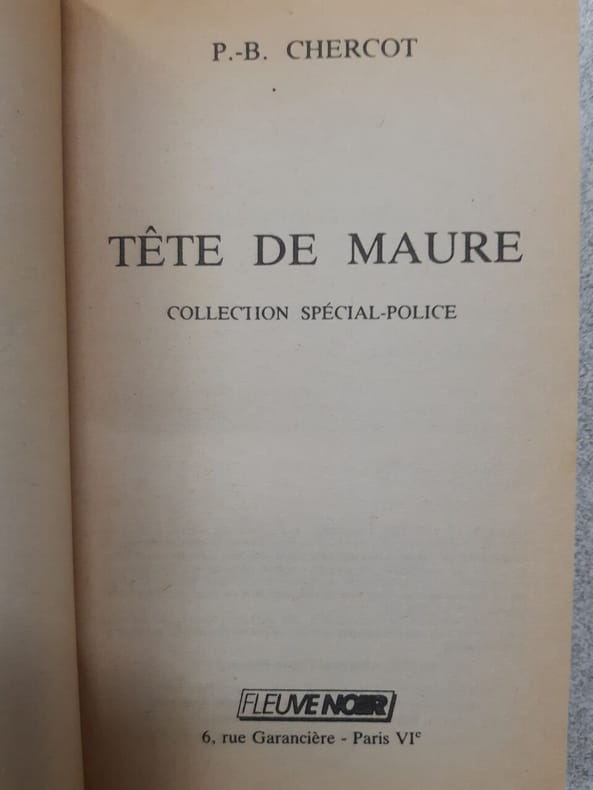 P.-B. CHERCOT
TÊTE DE MAURE
COLLECTION SPÉCIAL-POLICE
FLEUVE NOIR
6, rue Garancière - Paris VIe